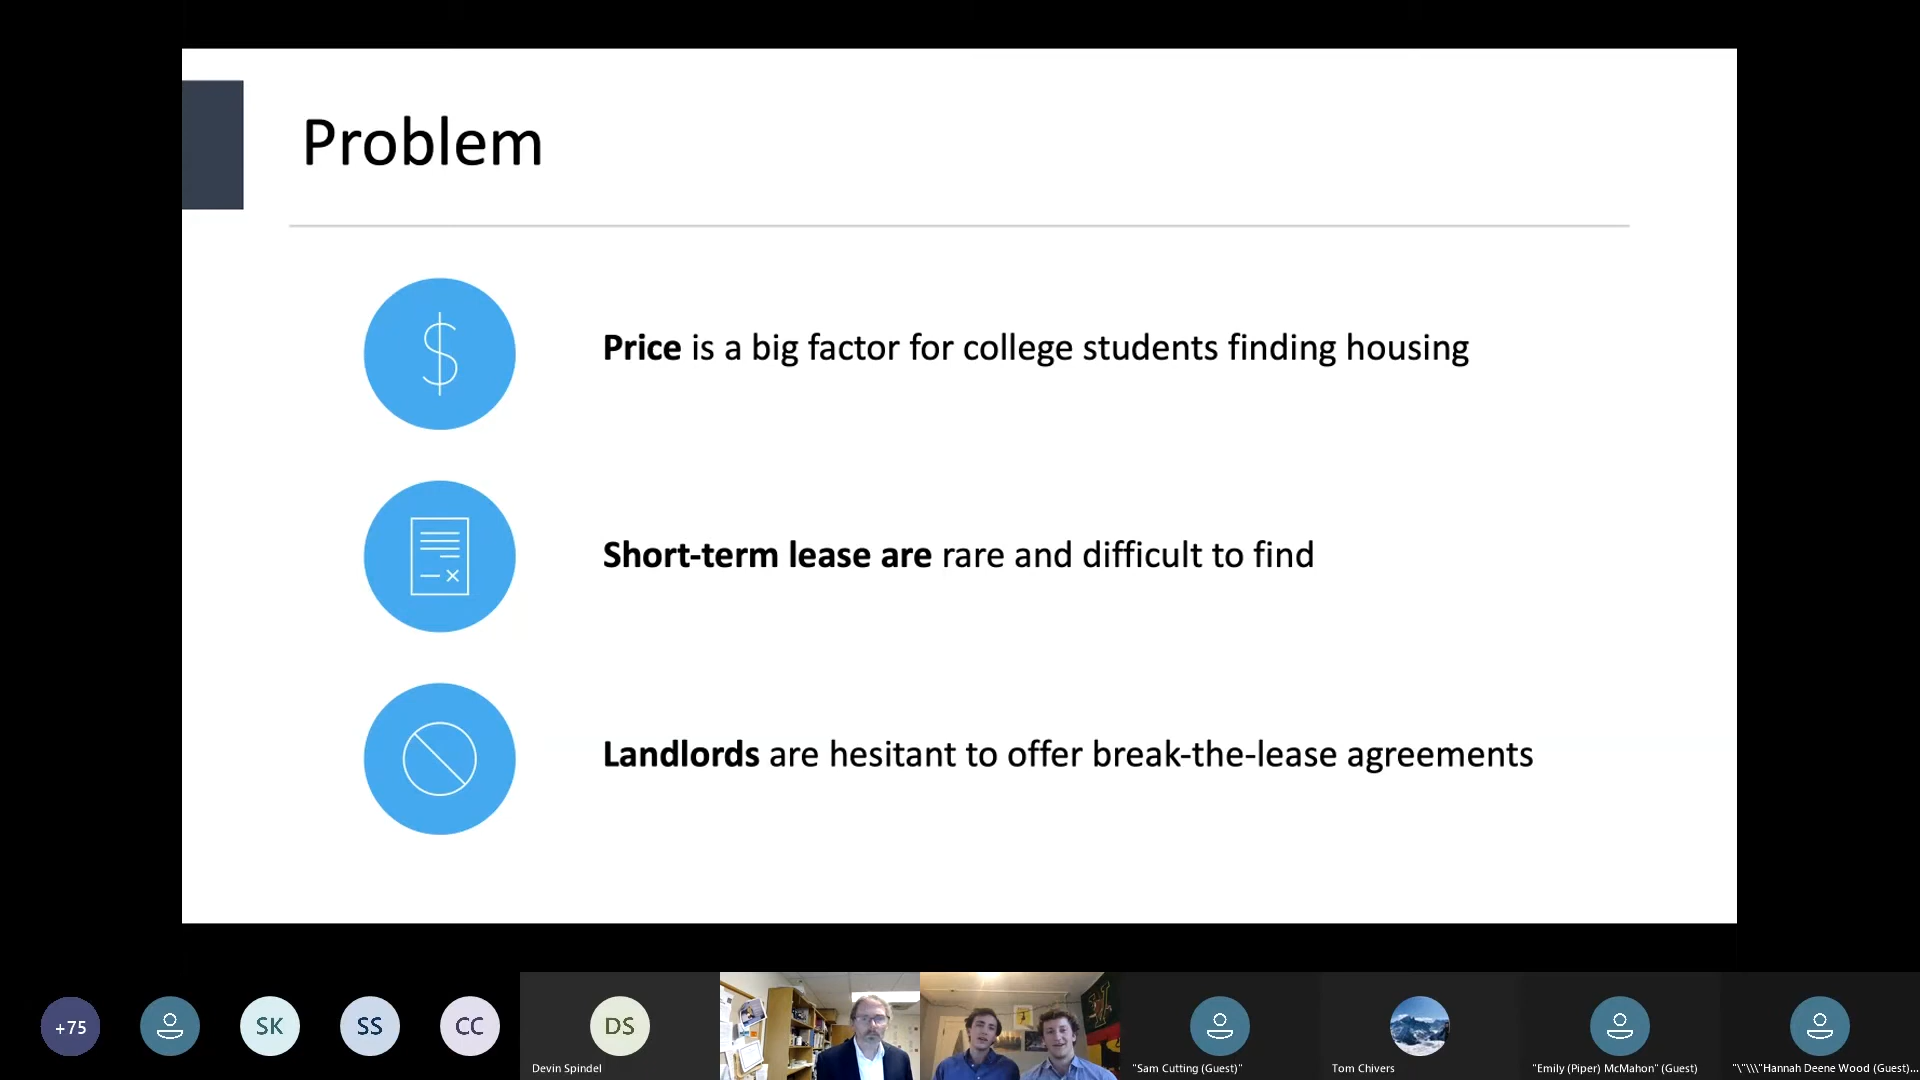 Problem
$
Price is a big factor for college students finding housing
Short-term lease are rare and difficult to find
Landlords are hesitant to offer break-the-lease agreements
+75
SK
SS
CC
DS
Devin Spindel
"Sam Cutting (Guest)"
Tom Chivers
"Emily (Piper) McMahon" (Guest)
"\"\\\"Hannah Deene Wood (Guest)...